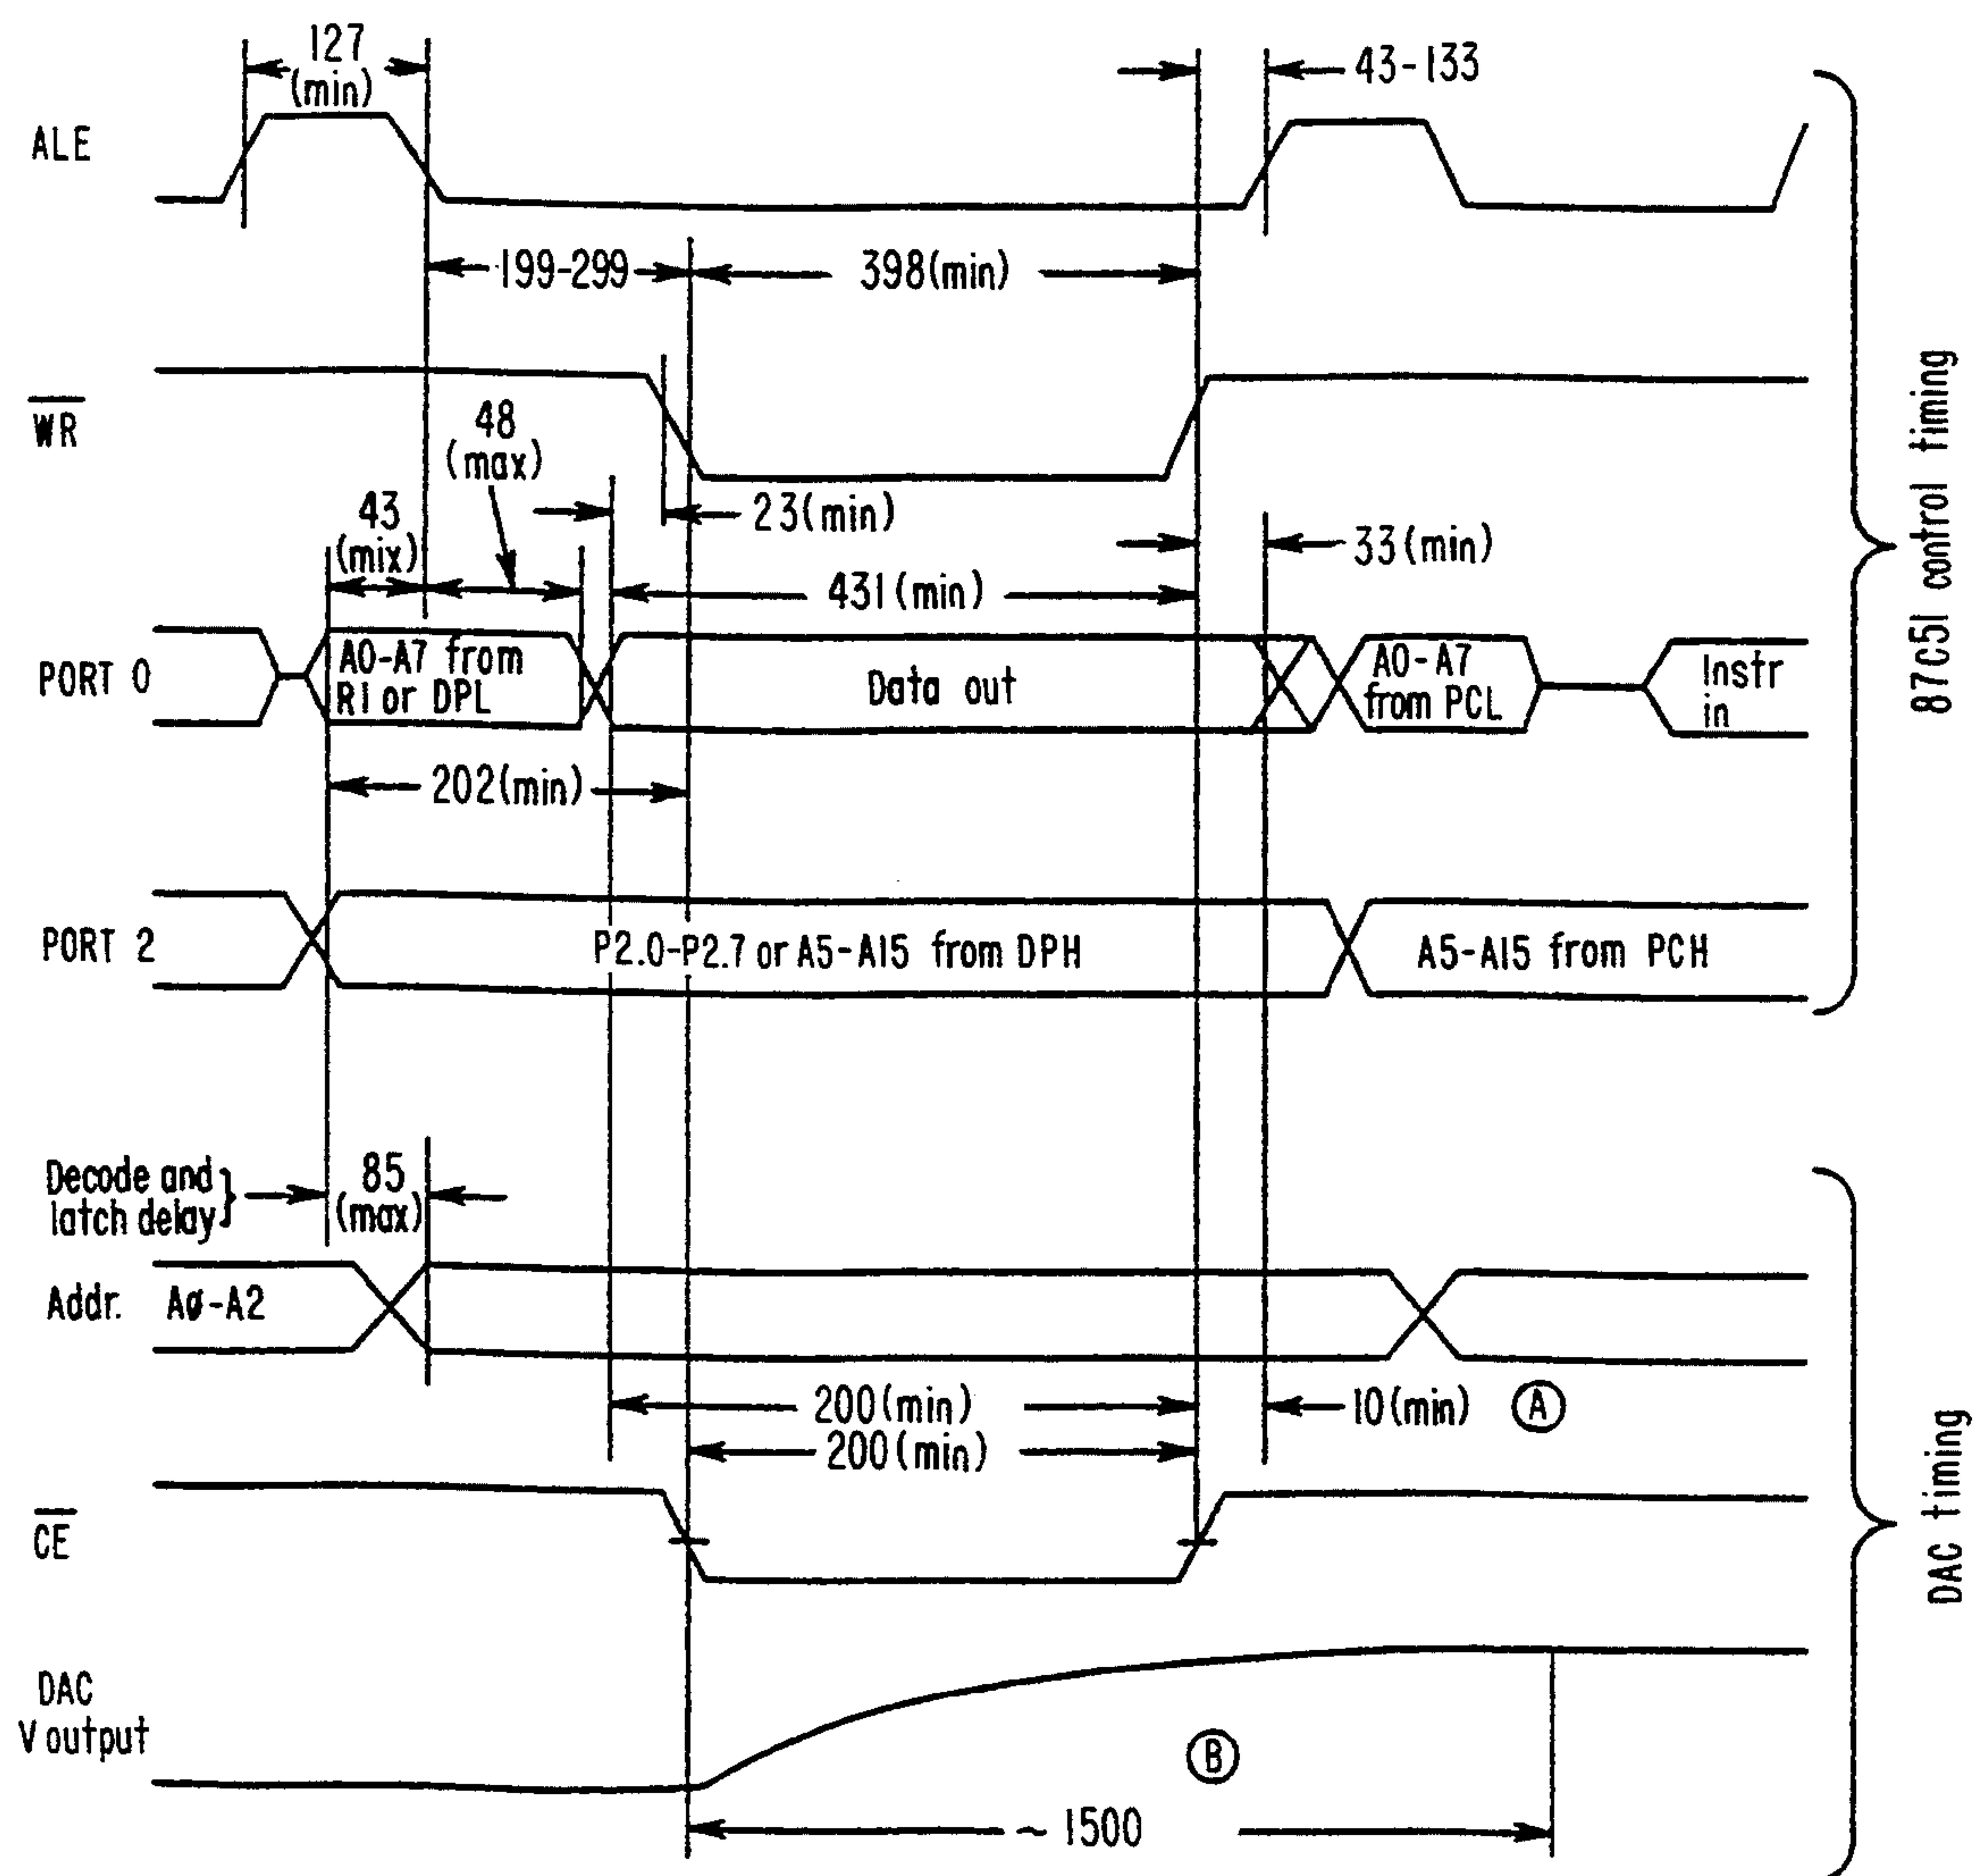 127
(min)
43-133
ALE
199-299
398(min)
WR
48
(max)
23(min)
43
(mix)
33(min)
431(min)
PORT 0
A0-A7 from
R1 or DPL
Data out
A0-A7
from PCL
Instr
in
202(min)
PORT 2
P2.0-P2.7 or A5-A15 from DPH
A5-A15 from PCH
87C51 control timing
Decode and
latch delay
85
(max)
Addr.
Aø-A2
200(min)
10(min)
A
200(min)
CE
DAC
V output
B
~ 1500
DAC timing